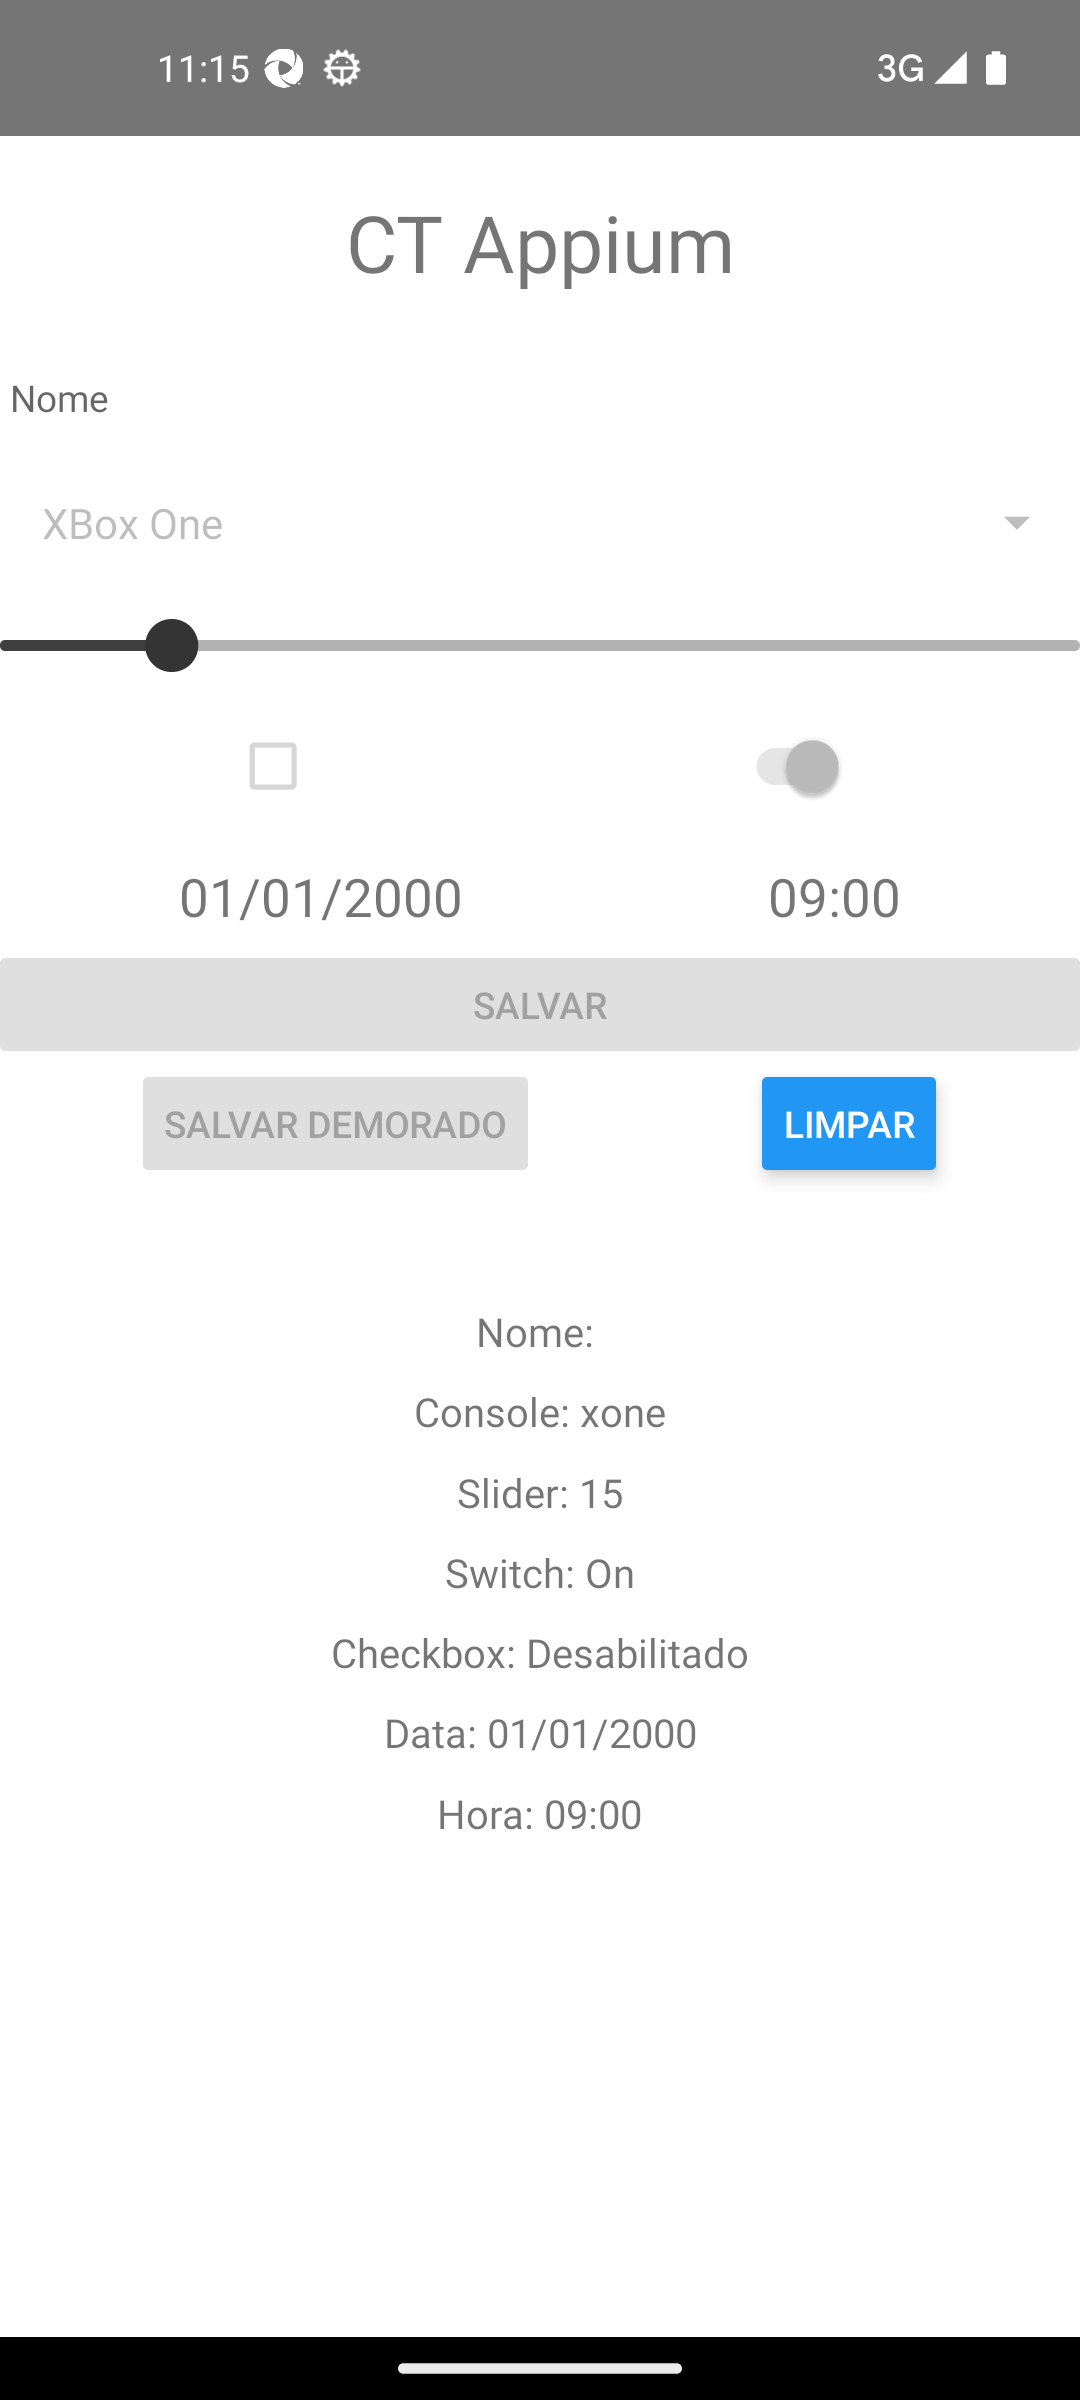 11:15 3G
CT Appium
Nome
XBox One
01/01/2000 09:00
SALVAR
SALVAR DEMORADO LIMPAR
Nome:
Console: xone
Slider: 15
Switch: On
Checkbox: Desabilitado
Data: 01/01/2000
Hora: 09:00